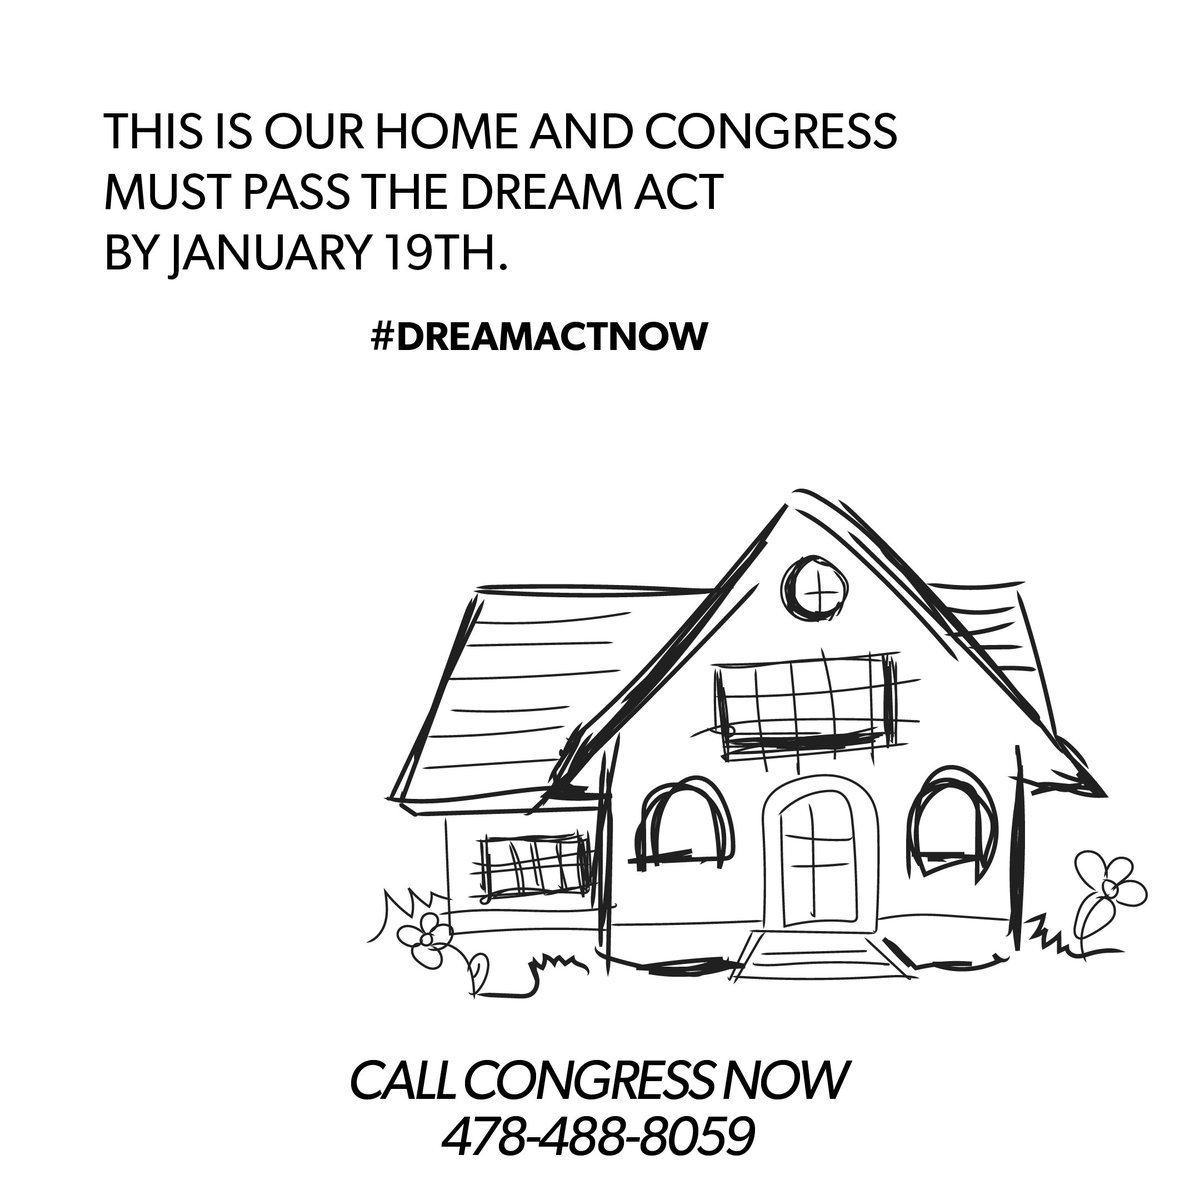 THIS IS OUR HOME AND CONGRESS
MUST PASS THE DREAM ACT
BY JANUARY 19TH.
#DREAMACTNOW
CALL CONGRESS NOW
478-488-8059